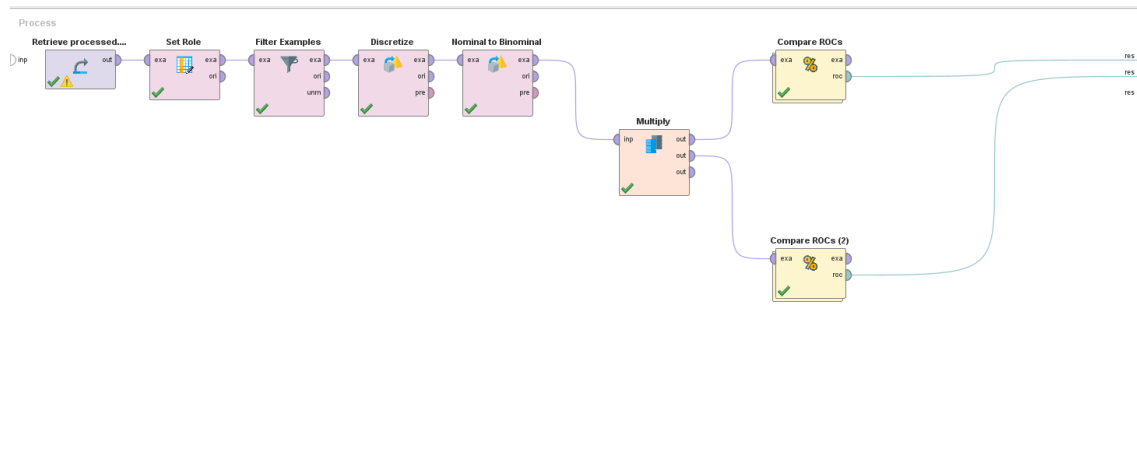 Process
Retrieve processed....
Set Role
Filter Examples
Discretize
Nominal to Binominal
Compare ROCs
inp
out
exa
exa
exa
exa
exa
exa
exa
exa
exa
exa
ori
ori
ori
ori
roc
unm
pre
pre
res
res
res
Multiply
inp
out
out
out
Compare ROCs (2)
exa
exa
roc